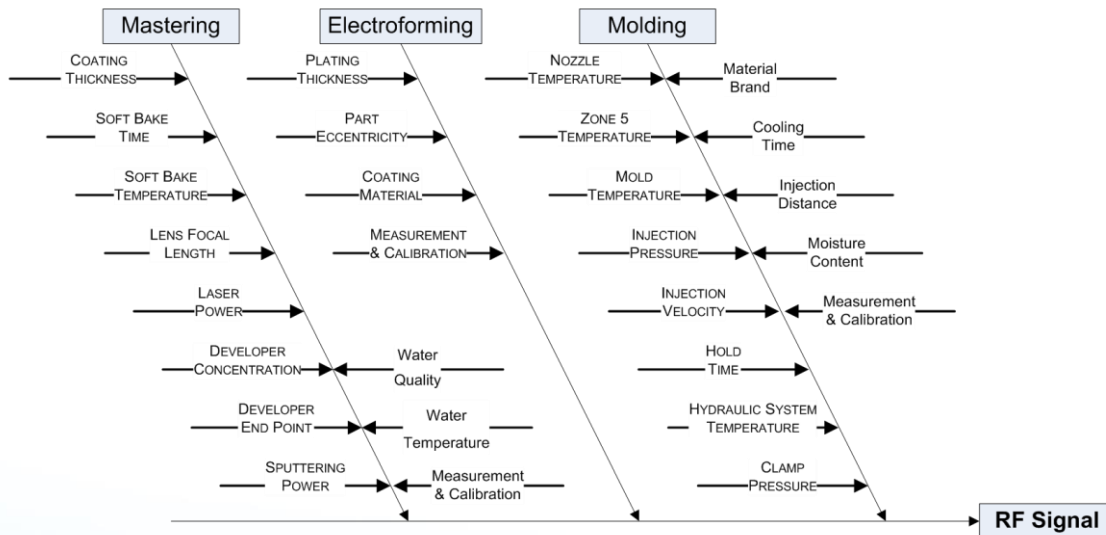 Mastering
Electroforming
Molding
COATING
THICKNESS
SOFT BAKE
TIME
SOFT BAKE
TEMPERATURE
LENS FOCAL
LENGTH
LASER
POWER
DEVELOPER
CONCENTRATION
DEVELOPER
END POINT
SPUTTERING
POWER
Water
Quality
Water
Temperature
Measurement
& Calibration
PLATING
THICKNESS
PART
ECCENTRICITY
COATING
MATERIAL
MEASUREMENT
& CALIBRATION
NOZZLE
TEMPERATURE
ZONE 5
TEMPERATURE
MOLD
TEMPERATURE
INJECTION
PRESSURE
INJECTION
VELOCITY
HOLD
TIME
HYDRAULIC SYSTEM
TEMPERATURE
CLAMP
PRESSURE
Material
Brand
Cooling
Time
Injection
Distance
Moisture
Content
Measurement
& Calibration
RF Signal